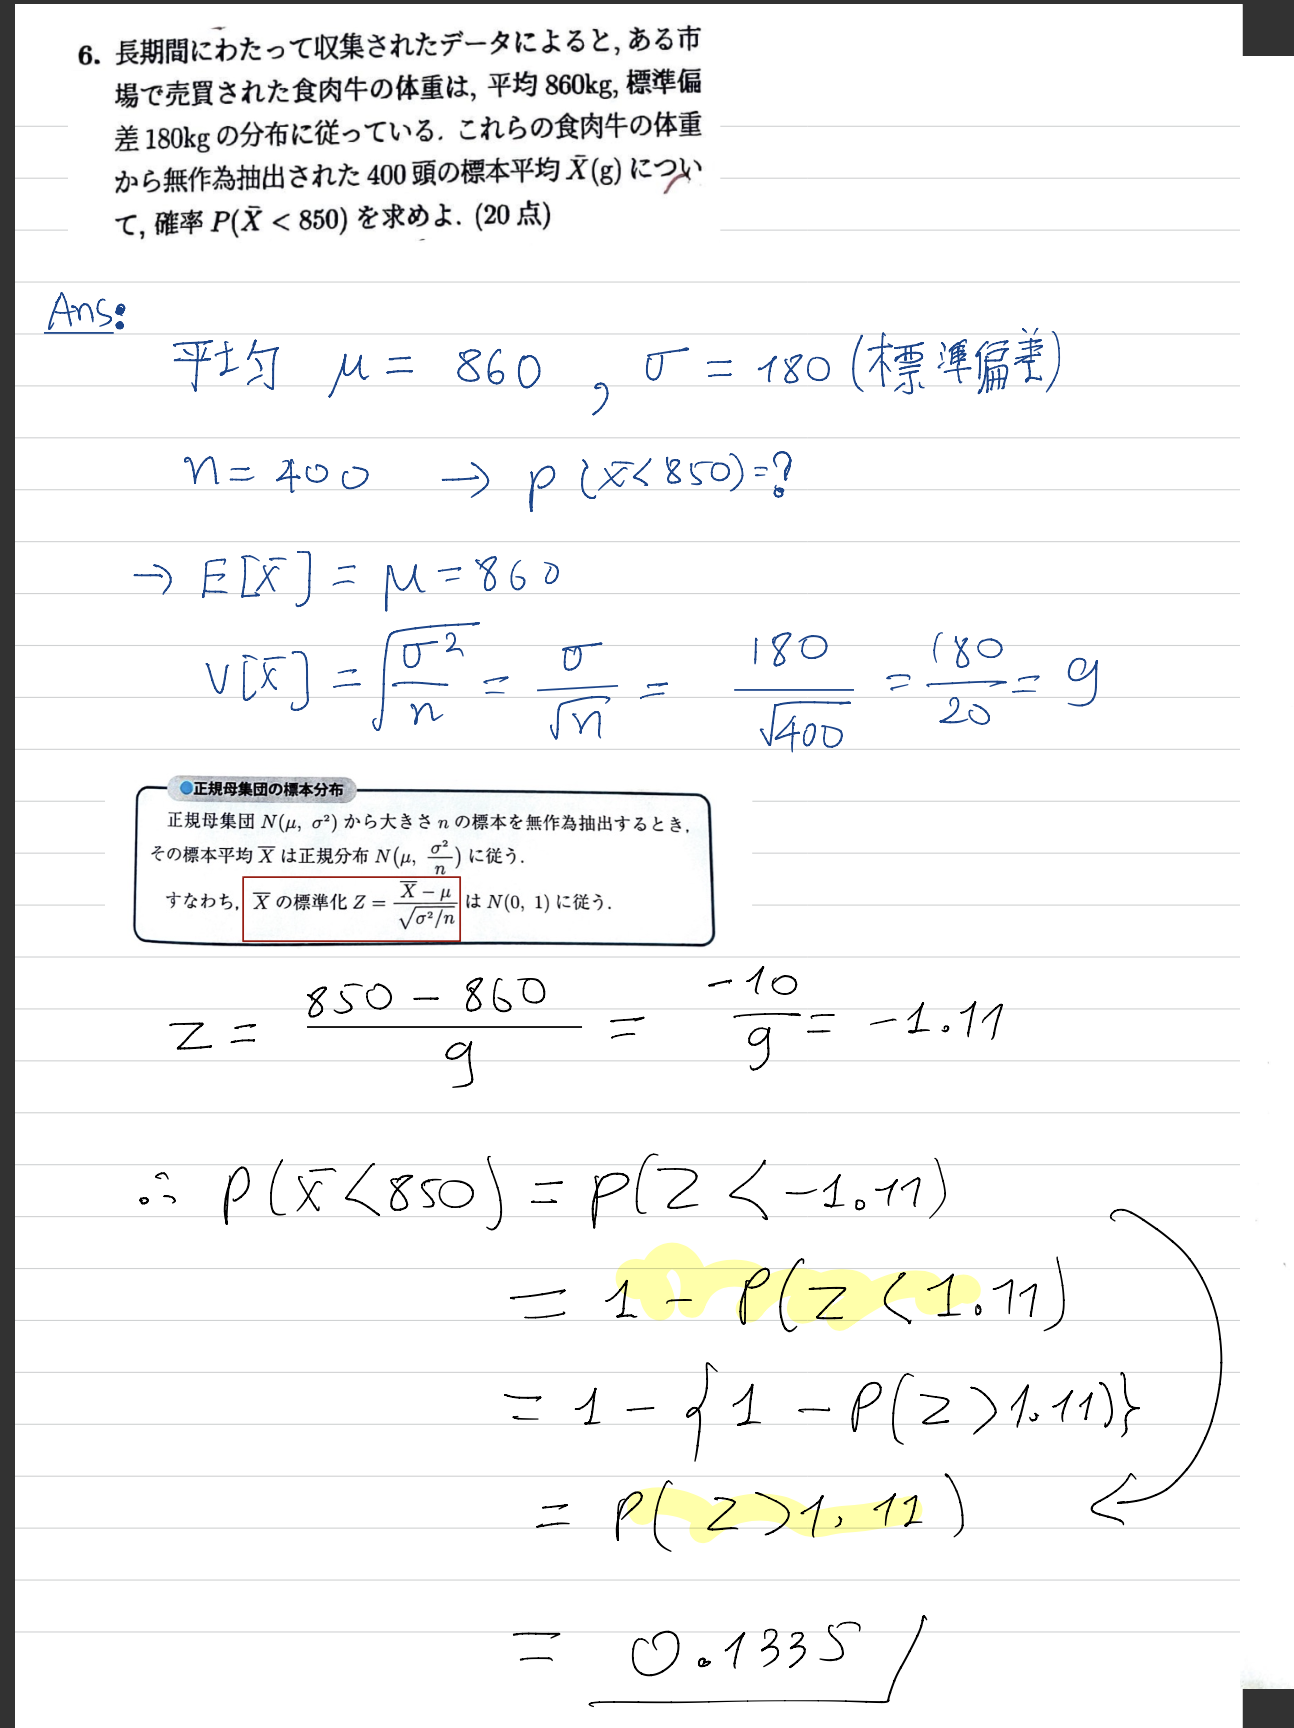 6. 長期間にわたって収集されたデータによると, ある市
場で売買された食肉牛の体重は, 平均 860kg, 標準偏
差 180kg の分布に従っている. これらの食肉牛の体重
から無作為抽出された 400 頭の標本平均 X̄(g) につい
て, 確率 P(X̄ < 850) を求めよ. (20 点)
Ans:
平均 μ = 860 , σ = 180 (標準偏差)
n = 400 → p (x̄<850)=?
→ E[x̄] = μ = 860
V[x̄] = √(σ²/n) = σ/√n = 180/√400 = 180/20 = 9
●正規母集団の標本分布
正規母集団 N(μ, σ²) から大きさ n の標本を無作為抽出するとき,
その標本平均 X̄ は正規分布 N(μ, σ²/n) に従う.
すなわち, X̄ の標準化 Z = (X̄ − μ)/√(σ²/n) は N(0, 1) に従う.
Z = (850 − 860)/9 = −10/9 = −1.11
∴ P(x̄<850) = P(Z < −1.11)
= 1 − P(Z < 1.11)
= 1 − {1 − P(Z > 1.11)}
= P(Z > 1.11)
= 0.1335